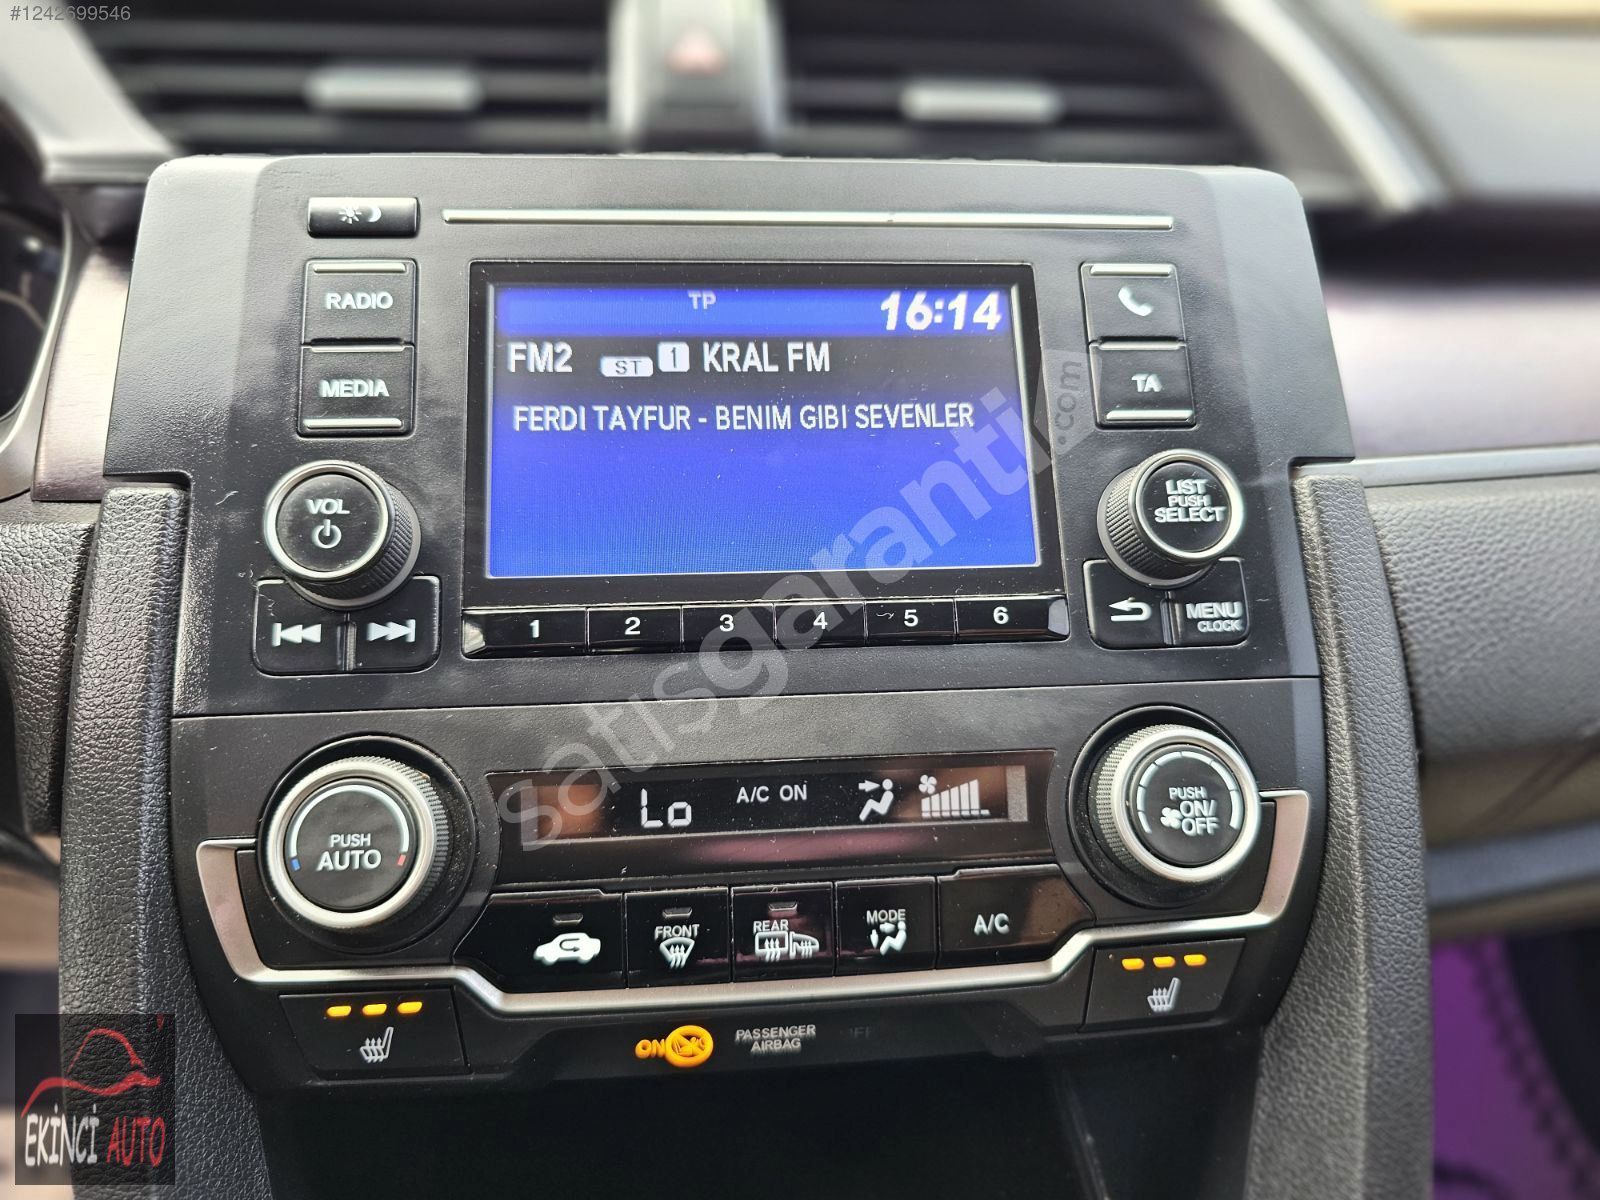 #1242699546
RADIO
MEDIA
TP
16:14
FM2 ST 1 KRAL FM
FERDI TAYFUR - BENIM GIBI SEVENLER
TA
VOL
LIST
PUSH
SELECT
MENU
CLOCK
1 2 3 4 5 6
satisgaranti.com
PUSH
AUTO
Lo
A/C ON
PUSH
ON/
OFF
FRONT
REAR
MODE
A/C
ON
PASSENGER
AIRBAG
EKİNCİ AUTO